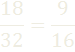 18/32 = 9/16